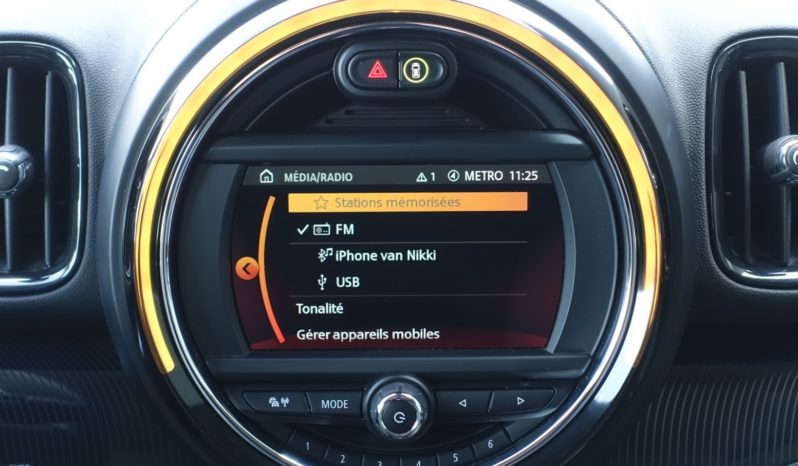 MÉDIA/RADIO 1 METRO 11:25
Stations mémorisées
FM
iPhone van Nikki
USB
Tonalité
Gérer appareils mobiles
MODE
1 2 3 4 5 6